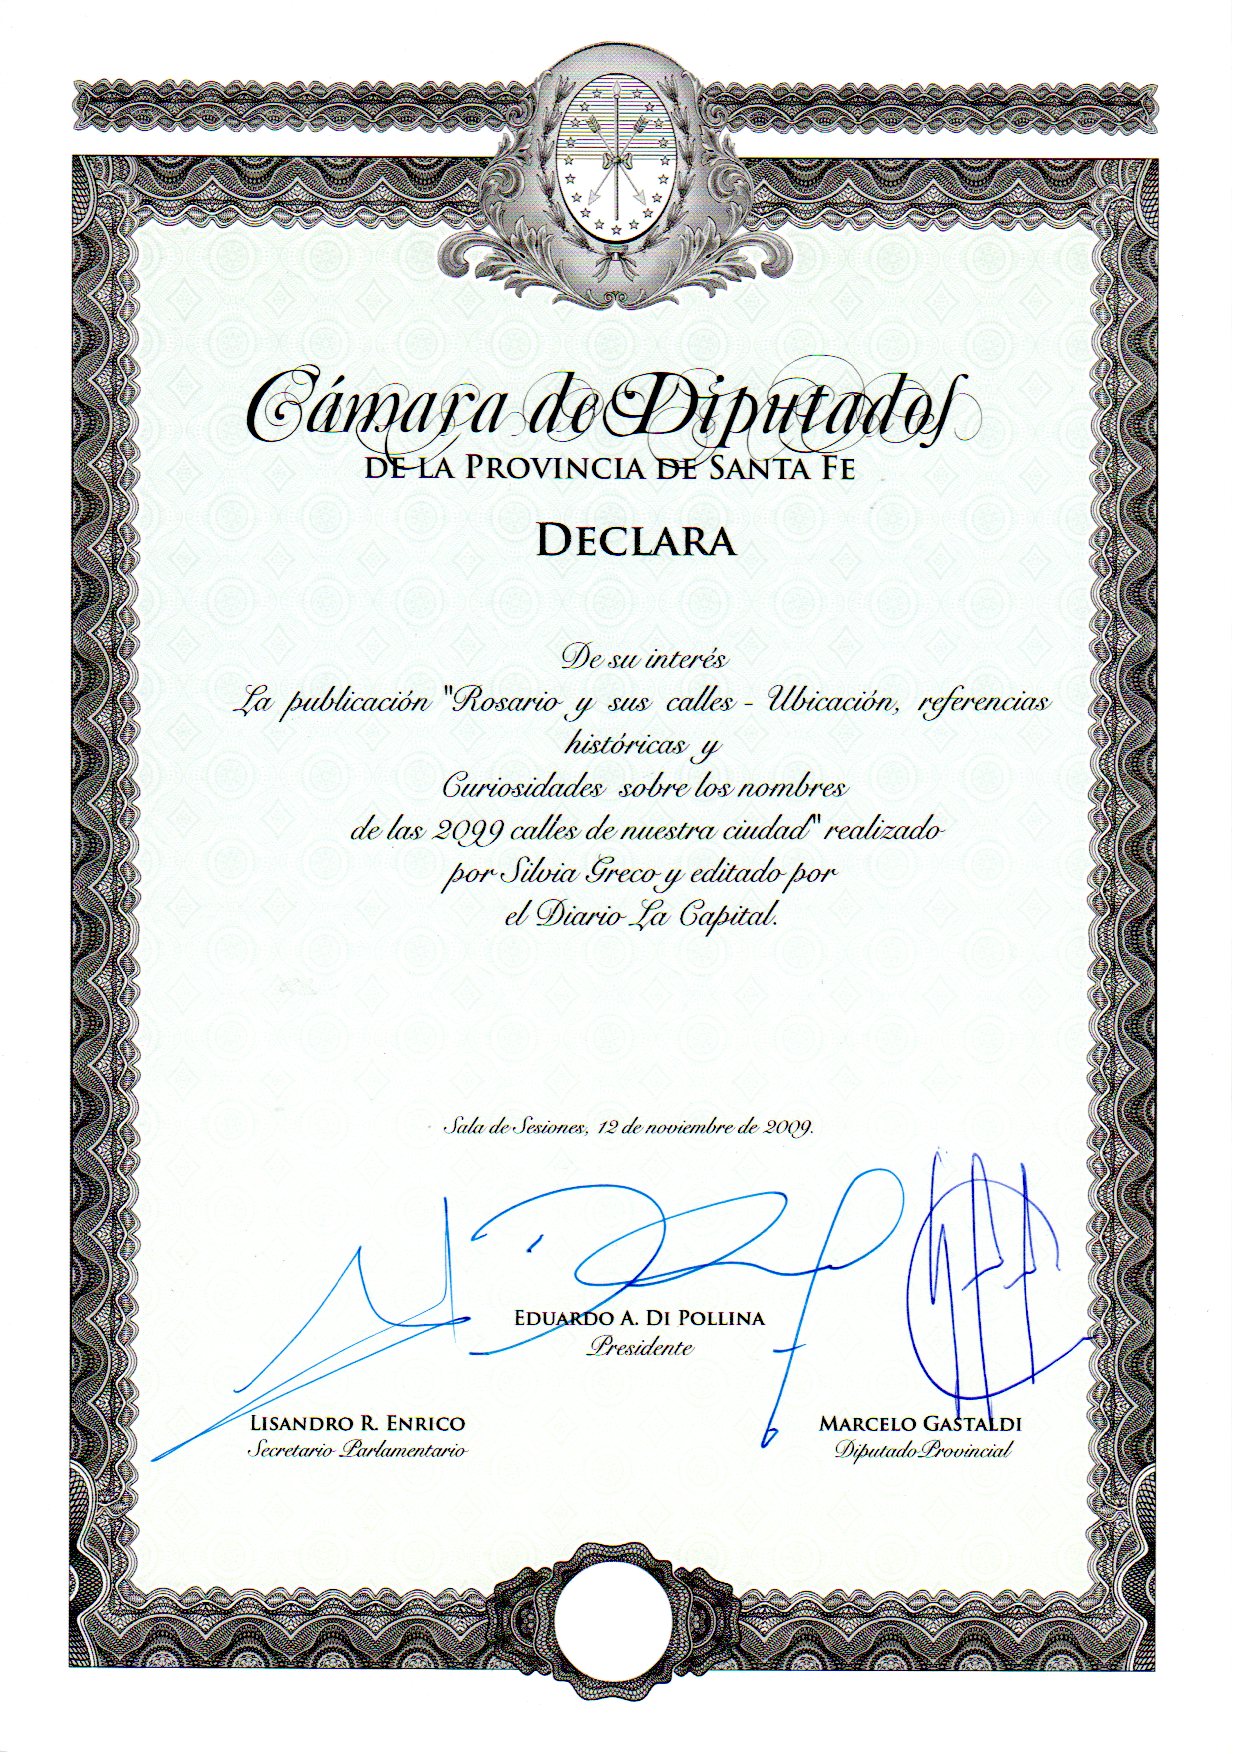 Cámara de Diputados
DE LA PROVINCIA DE SANTA FE
DECLARA
De su interés
La publicación "Rosario y sus calles - Ubicación, referencias
históricas y
Curiosidades sobre los nombres
de las 2099 calles de nuestra ciudad" realizado
por Silvia Greco y editado por
el Diario La Capital.
Sala de Sesiones, 12 de noviembre de 2009.
EDUARDO A. DI POLLINA
Presidente
LISANDRO R. ENRICO
Secretario Parlamentario
MARCELO GASTALDI
Diputado Provincial